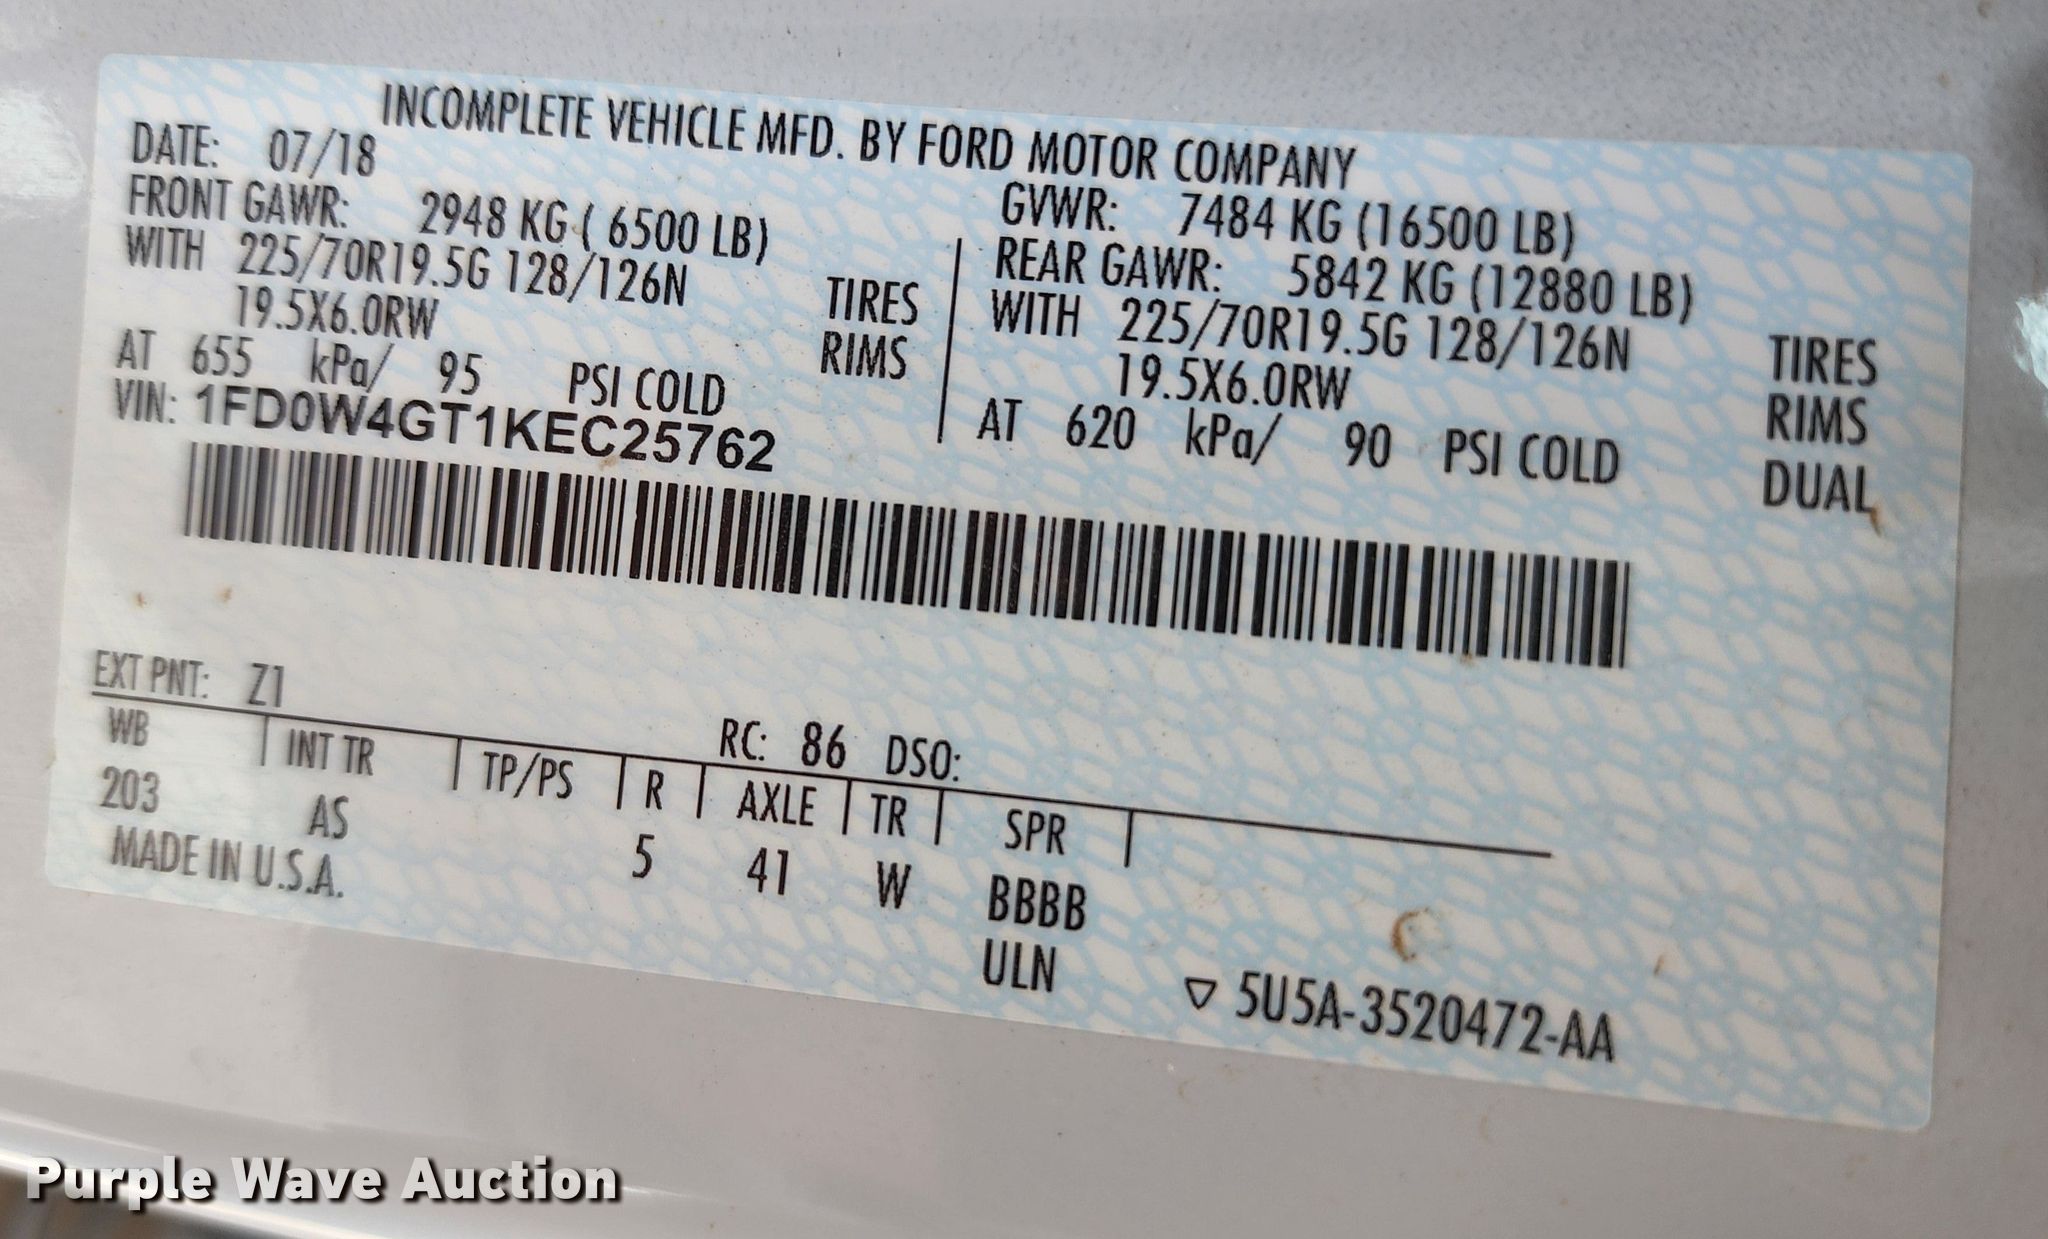 INCOMPLETE VEHICLE MFD. BY FORD MOTOR COMPANY
DATE: 07/18
GVWR: 7484 KG (16500 LB)
FRONT GAWR: 2948 KG ( 6500 LB)
WITH 225/70R19.5G 128/126N TIRES
19.5X6.0RW RIMS
AT 655 kPa/ 95 PSI COLD
REAR GAWR: 5842 KG (12880 LB)
WITH 225/70R19.5G 128/126N TIRES
19.5X6.0RW RIMS
AT 620 kPa/ 90 PSI COLD DUAL
VIN: 1FD0W4GT1KEC25762
EXT PNT: Z1 RC: 86 DSO:
WB INT TR TP/PS R AXLE TR SPR
203 AS 5 41 W BBBB
MADE IN U.S.A. ULN
▽ 5U5A-3520472-AA
Purple Wave Auction